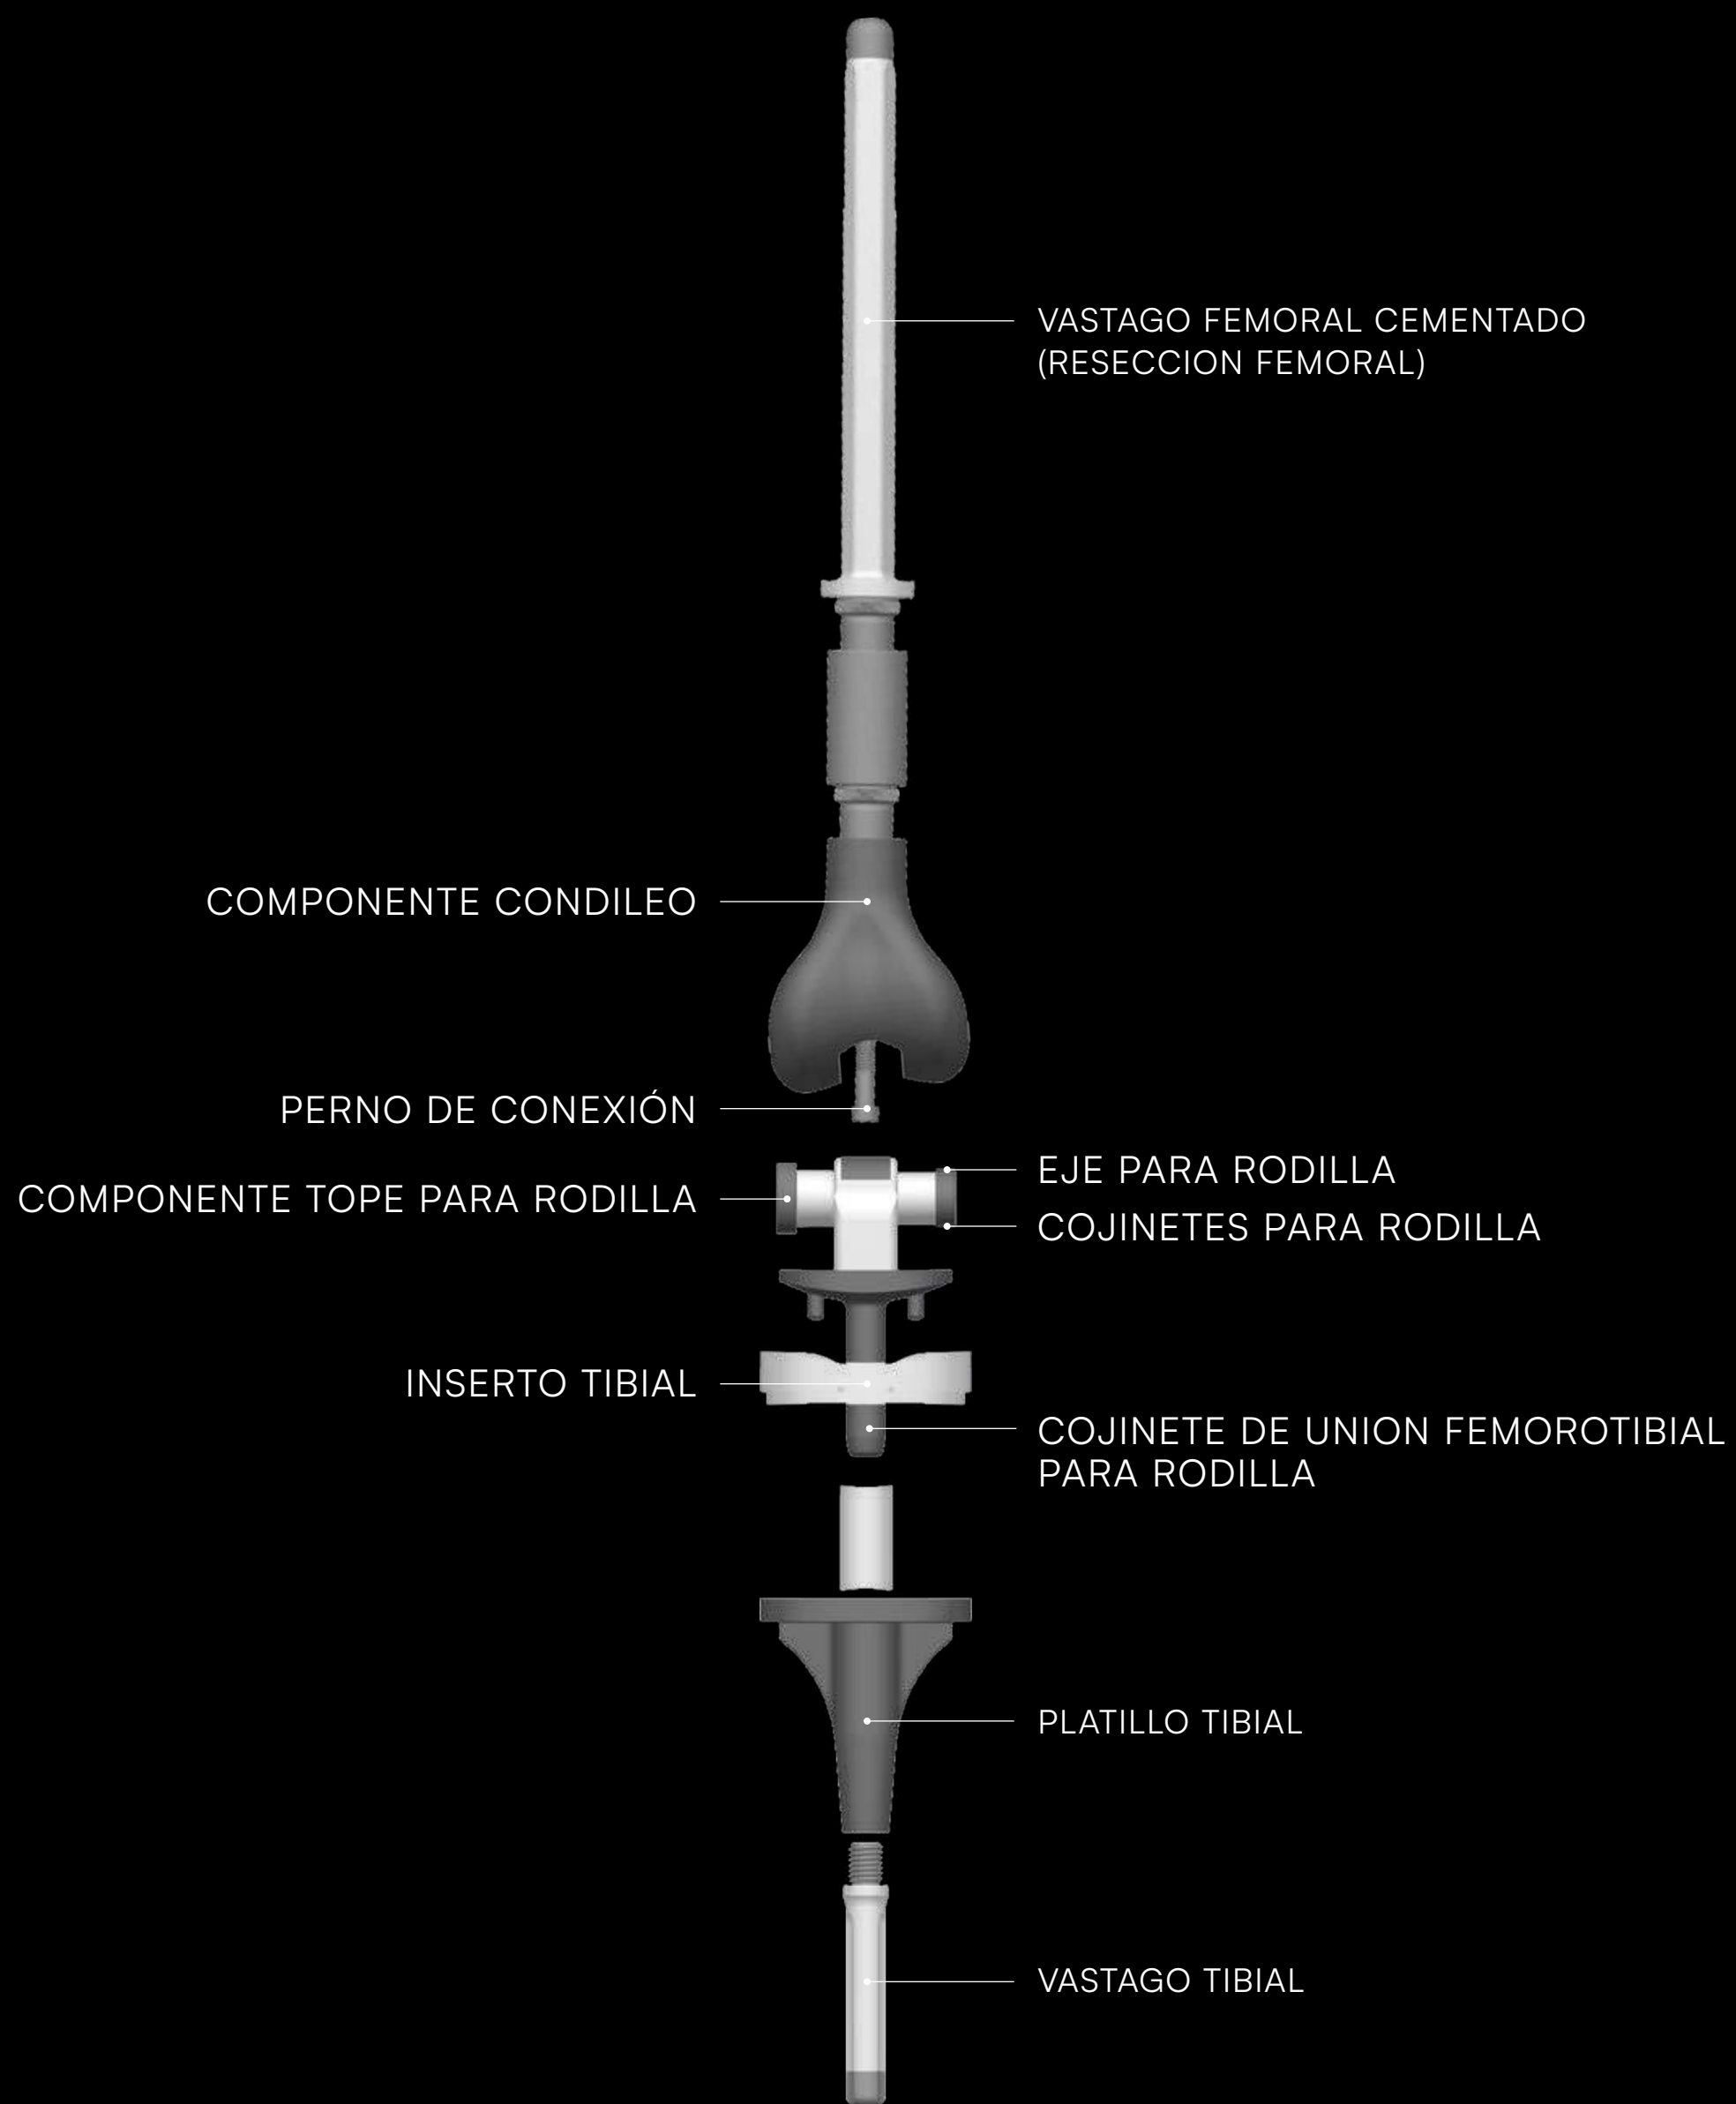 VASTAGO FEMORAL CEMENTADO
(RESECCION FEMORAL)
COMPONENTE CONDILEO
PERNO DE CONEXIÓN
EJE PARA RODILLA
COMPONENTE TOPE PARA RODILLA
COJINETES PARA RODILLA
INSERTO TIBIAL
COJINETE DE UNION FEMOROTIBIAL
PARA RODILLA
PLATILLO TIBIAL
VASTAGO TIBIAL